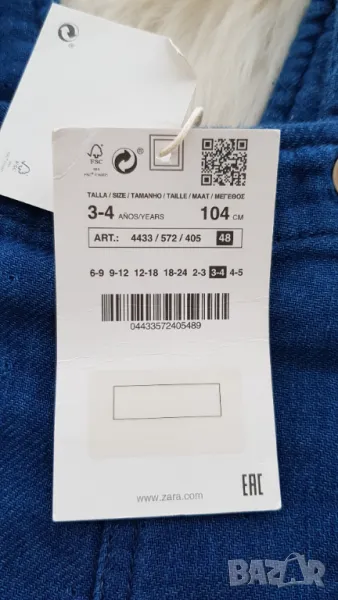 FSC
TALLA / SIZE / TAMANHO / TAILLE / MAAT / ΜΕΓΕΘΟΣ
3-4 AÑOS/YEARS 104 CM
ART.: 4433 / 572 / 405 48
6-9 9-12 12-18 18-24 2-3 3-4 4-5
04433572405489
www.zara.com
EAC
BAZAR